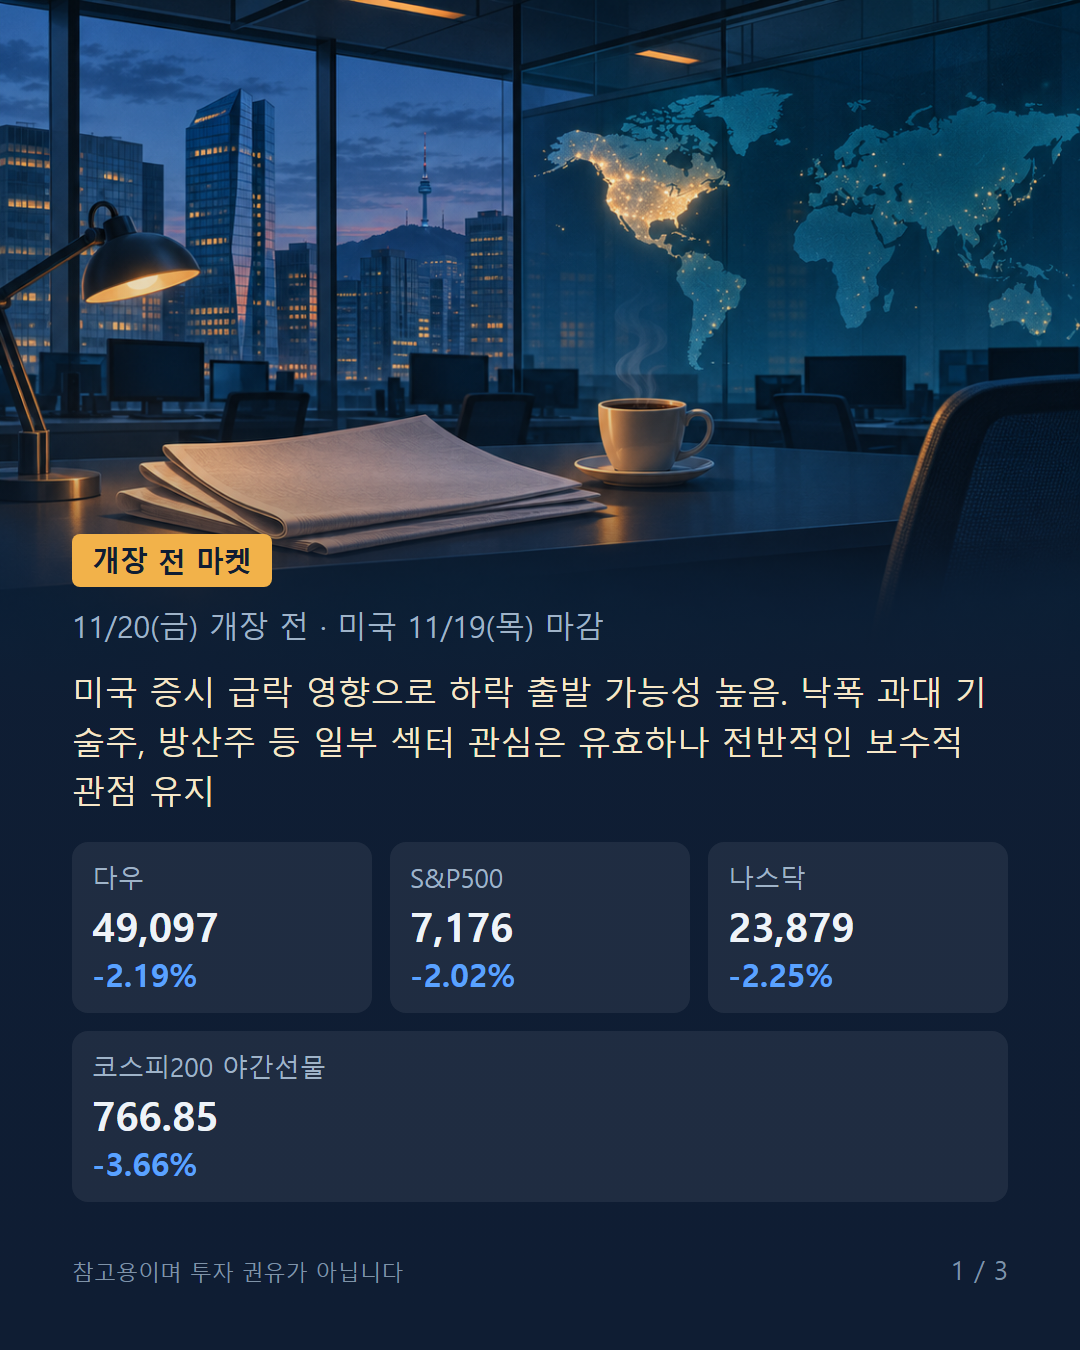 개장 전 마켓
11/20(금) 개장 전 · 미국 11/19(목) 마감
미국 증시 급락 영향으로 하락 출발 가능성 높음. 낙폭 과대 기
술주, 방산주 등 일부 섹터 관심은 유효하나 전반적인 보수적
관점 유지
다우
49,097
-2.19%
S&P500
7,176
-2.02%
나스닥
23,879
-2.25%
코스피200 야간선물
766.85
-3.66%
참고용이며 투자 권유가 아닙니다
1 / 3